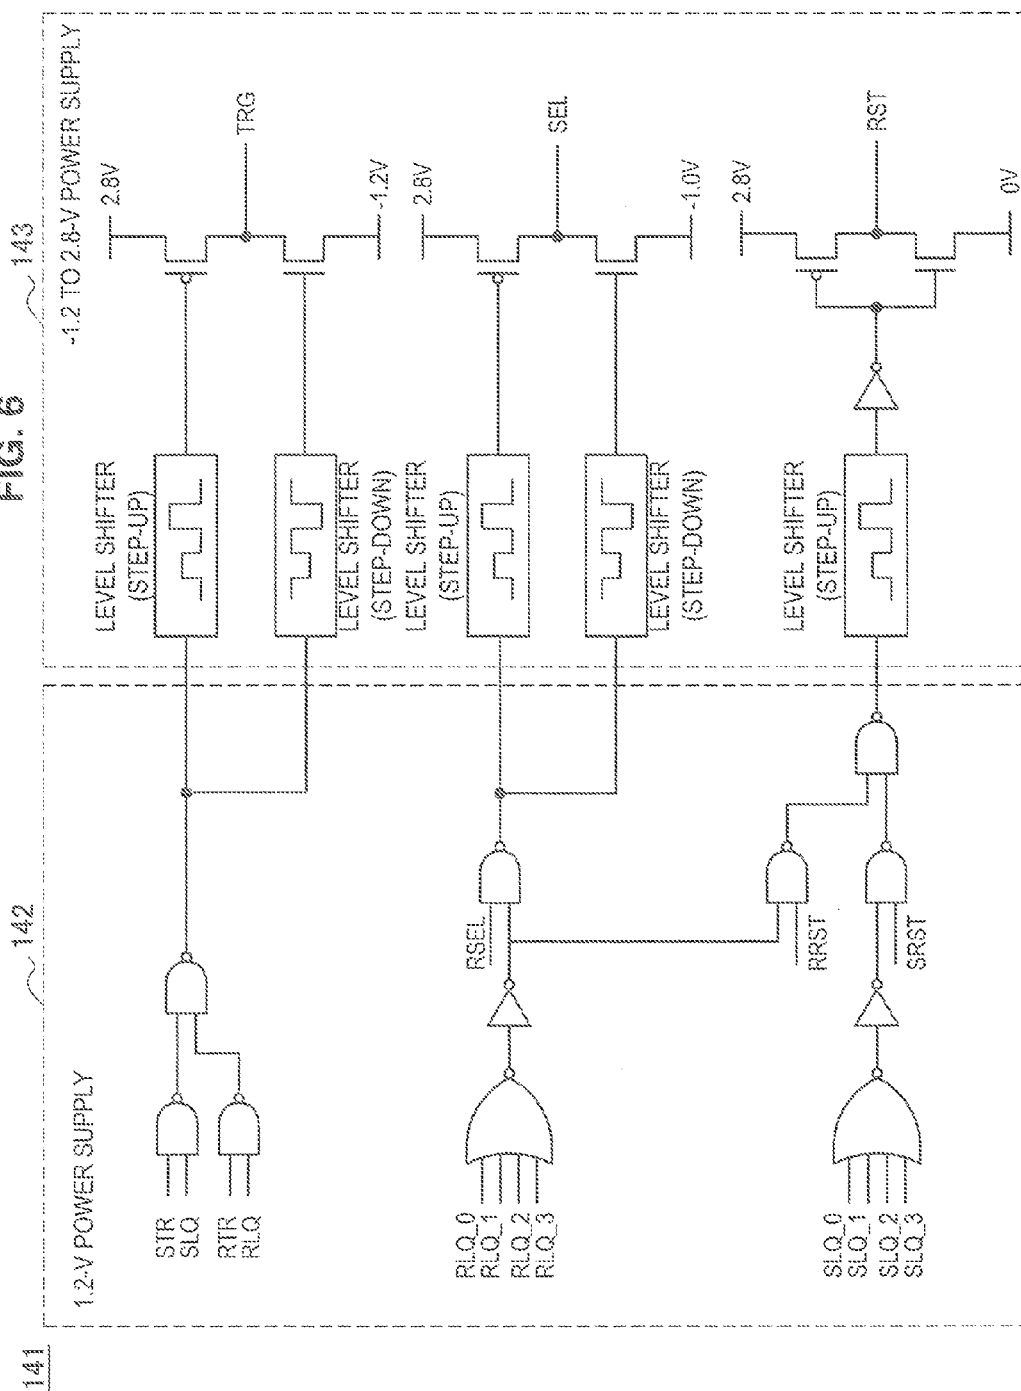 FIG. 6
141
142
143
1.2-V POWER SUPPLY
-1.2 TO 2.8-V POWER SUPPLY
STR
SLQ
RTR
RLQ
LEVEL SHIFTER
(STEP-UP)
LEVEL SHIFTER
(STEP-DOWN)
2.8V
TRG
-1.2V
RLQ_0
RLQ_1
RLQ_2
RLQ_3
RSEL
LEVEL SHIFTER
(STEP-UP)
LEVEL SHIFTER
(STEP-DOWN)
2.8V
SEL
-1.0V
SLQ_0
SLQ_1
SLQ_2
SLQ_3
RRST
SRST
LEVEL SHIFTER
(STEP-UP)
2.8V
RST
0V